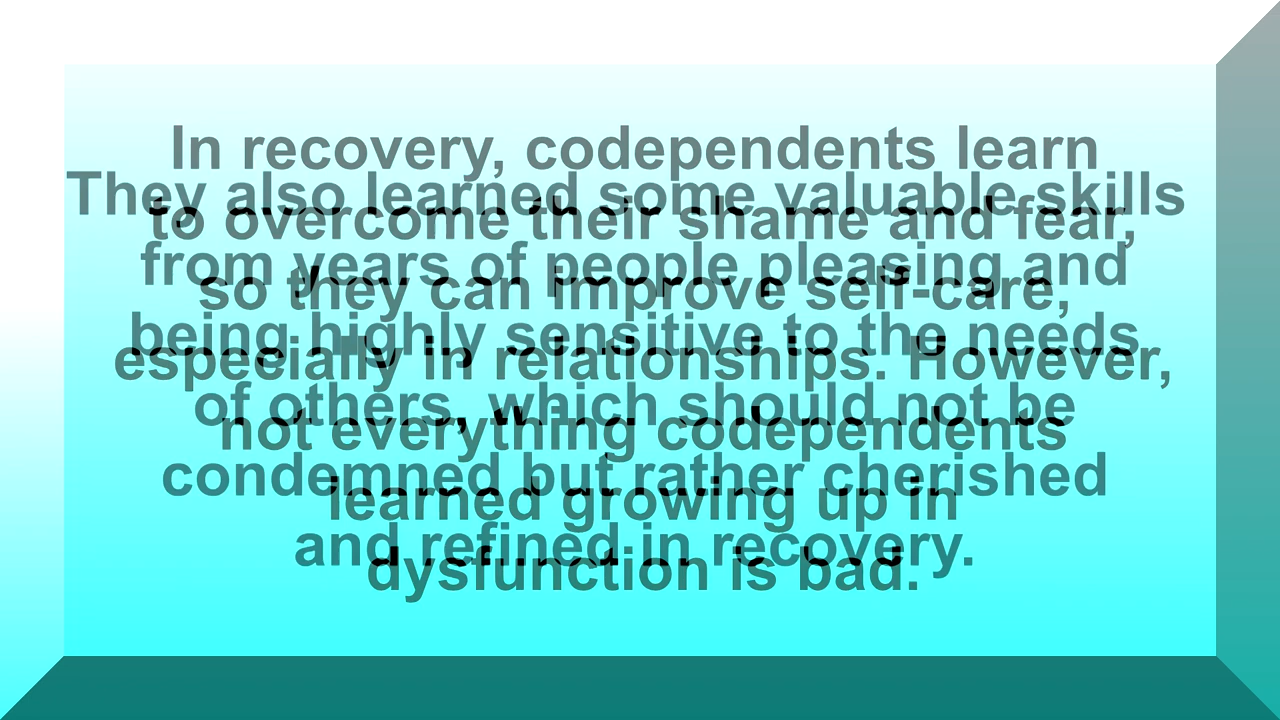 In recovery, codependents learn
to overcome their shame and fear,
so they can improve self-care,
especially in relationships. However,
not everything codependents
learned growing up in
dysfunction is bad.
They also learned some valuable skills
from years of people pleasing and
being highly sensitive to the needs
of others, which should not be
condemned but rather cherished
and refined in recovery.